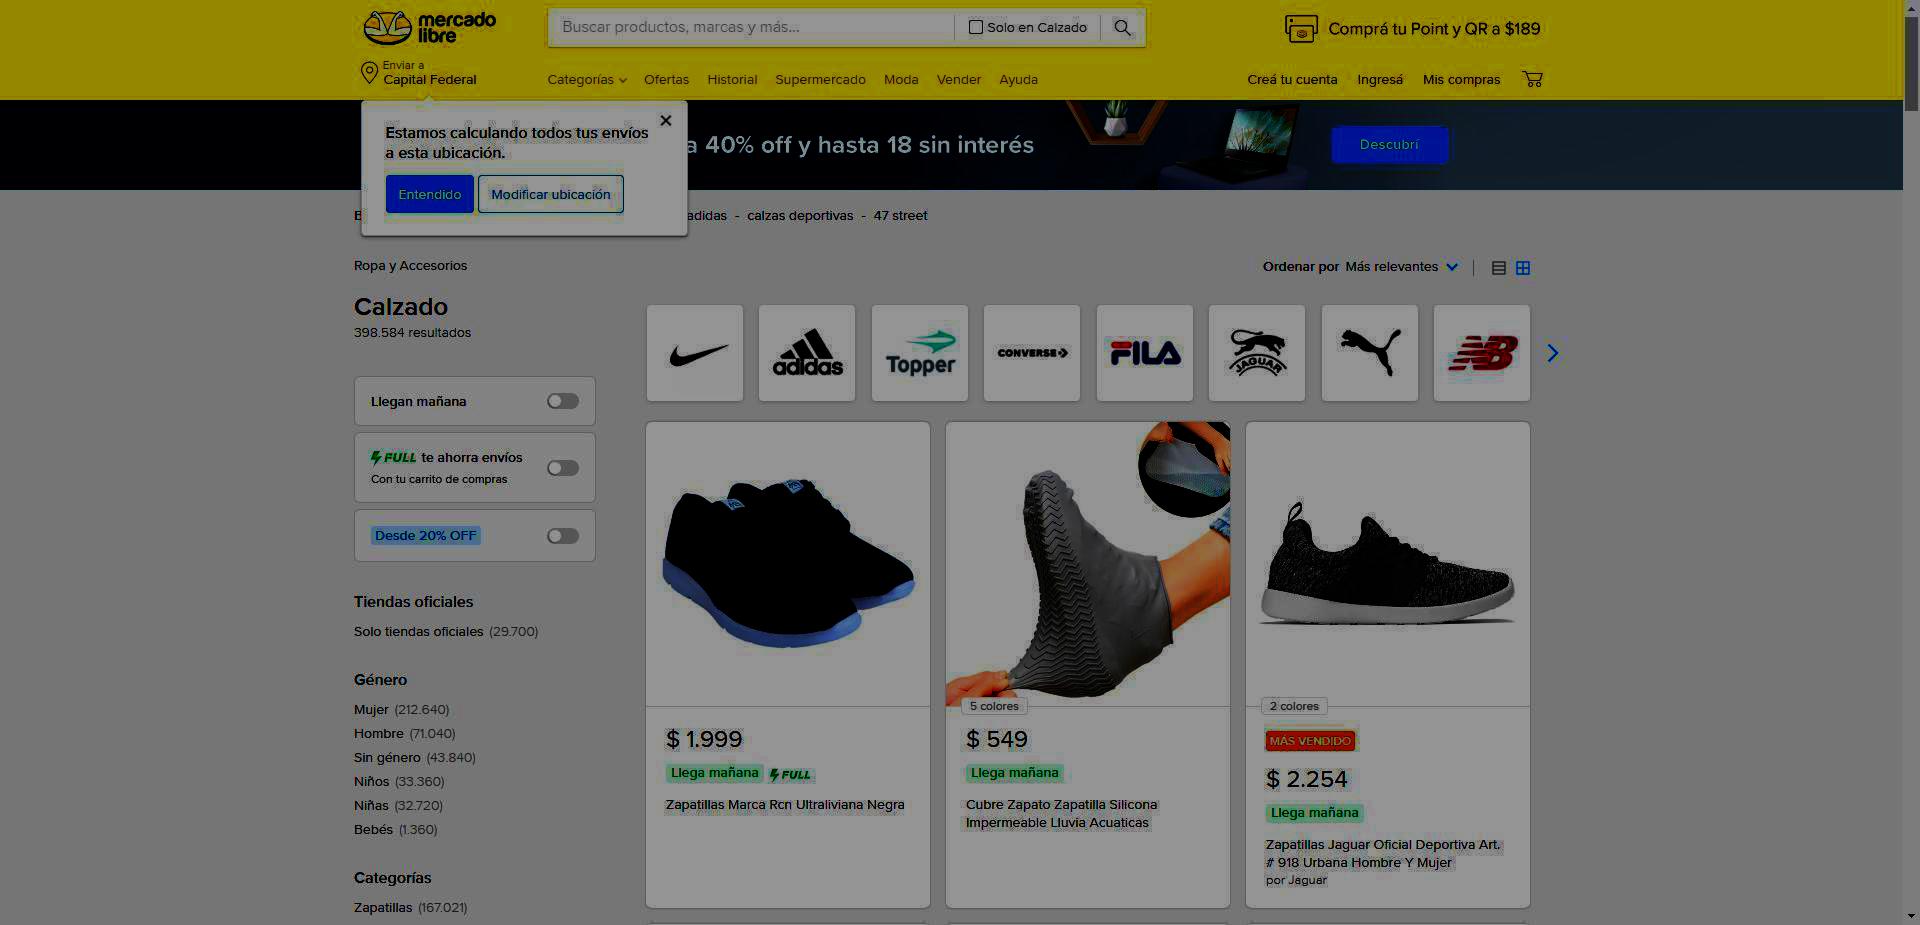 mercado
libre
Buscar productos, marcas y más...
Solo en Calzado
Comprá tu Point y QR a $189
Enviar a
Capital Federal
Categorías
Ofertas
Historial
Supermercado
Moda
Vender
Ayuda
Creá tu cuenta
Ingresá
Mis compras
Estamos calculando todos tus envíos
a esta ubicación.
Entendido
Modificar ubicación
a 40% off y hasta 18 sin interés
Descubrí
adidas - calzas deportivas - 47 street
Ropa y Accesorios
Ordenar por Más relevantes
Calzado
398.584 resultados
adidas
Topper
CONVERSE
FILA
JAGUAR
NB
Llegan mañana
FULL te ahorra envíos
Con tu carrito de compras
Desde 20% OFF
Tiendas oficiales
Solo tiendas oficiales (29.700)
Género
Mujer (212.640)
Hombre (71.040)
Sin género (43.840)
Niños (33.360)
Niñas (32.720)
Bebés (1.360)
Categorías
Zapatillas (167.021)
$ 1.999
Llega mañana FULL
Zapatillas Marca Rcn Ultraliviana Negra
5 colores
$ 549
Llega mañana
Cubre Zapato Zapatilla Silicona
Impermeable Lluvia Acuaticas
2 colores
MÁS VENDIDO
$ 2.254
Llega mañana
Zapatillas Jaguar Oficial Deportiva Art.
# 918 Urbana Hombre Y Mujer
por Jaguar